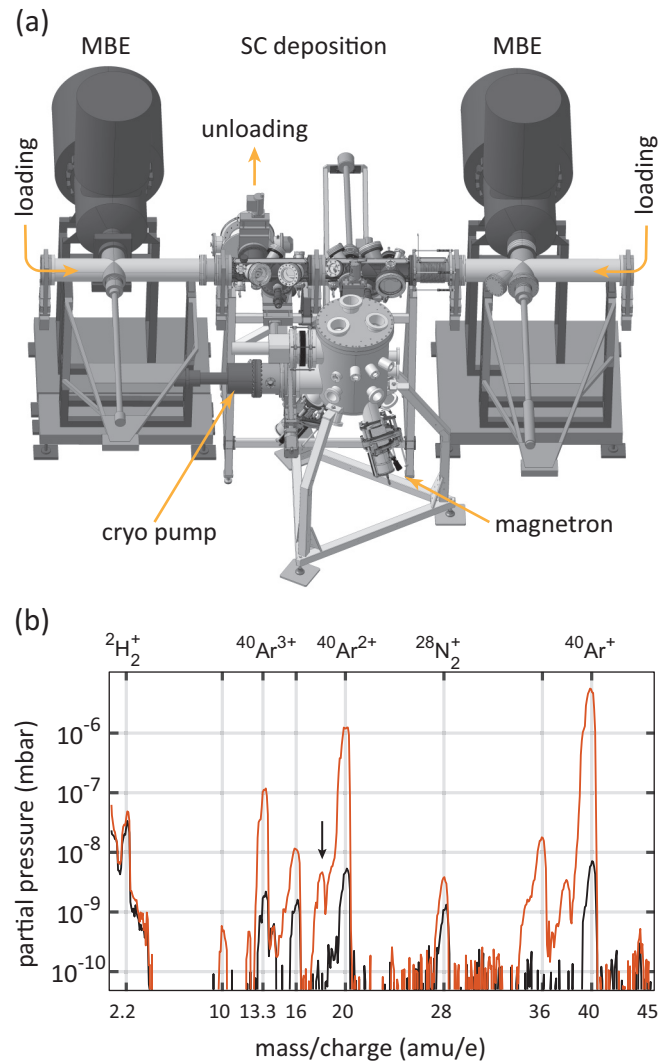 (a)
MBE SC deposition MBE
unloading
loading
loading
cryo pump
magnetron
(b)
²H₂⁺ ⁴⁰Ar³⁺ ⁴⁰Ar²⁺ ²⁸N₂⁺ ⁴⁰Ar⁺
partial pressure (mbar)
10⁻⁶
10⁻⁷
10⁻⁸
10⁻⁹
10⁻¹⁰
2.2 10 13.3 16 20 28 36 40 45
mass/charge (amu/e)